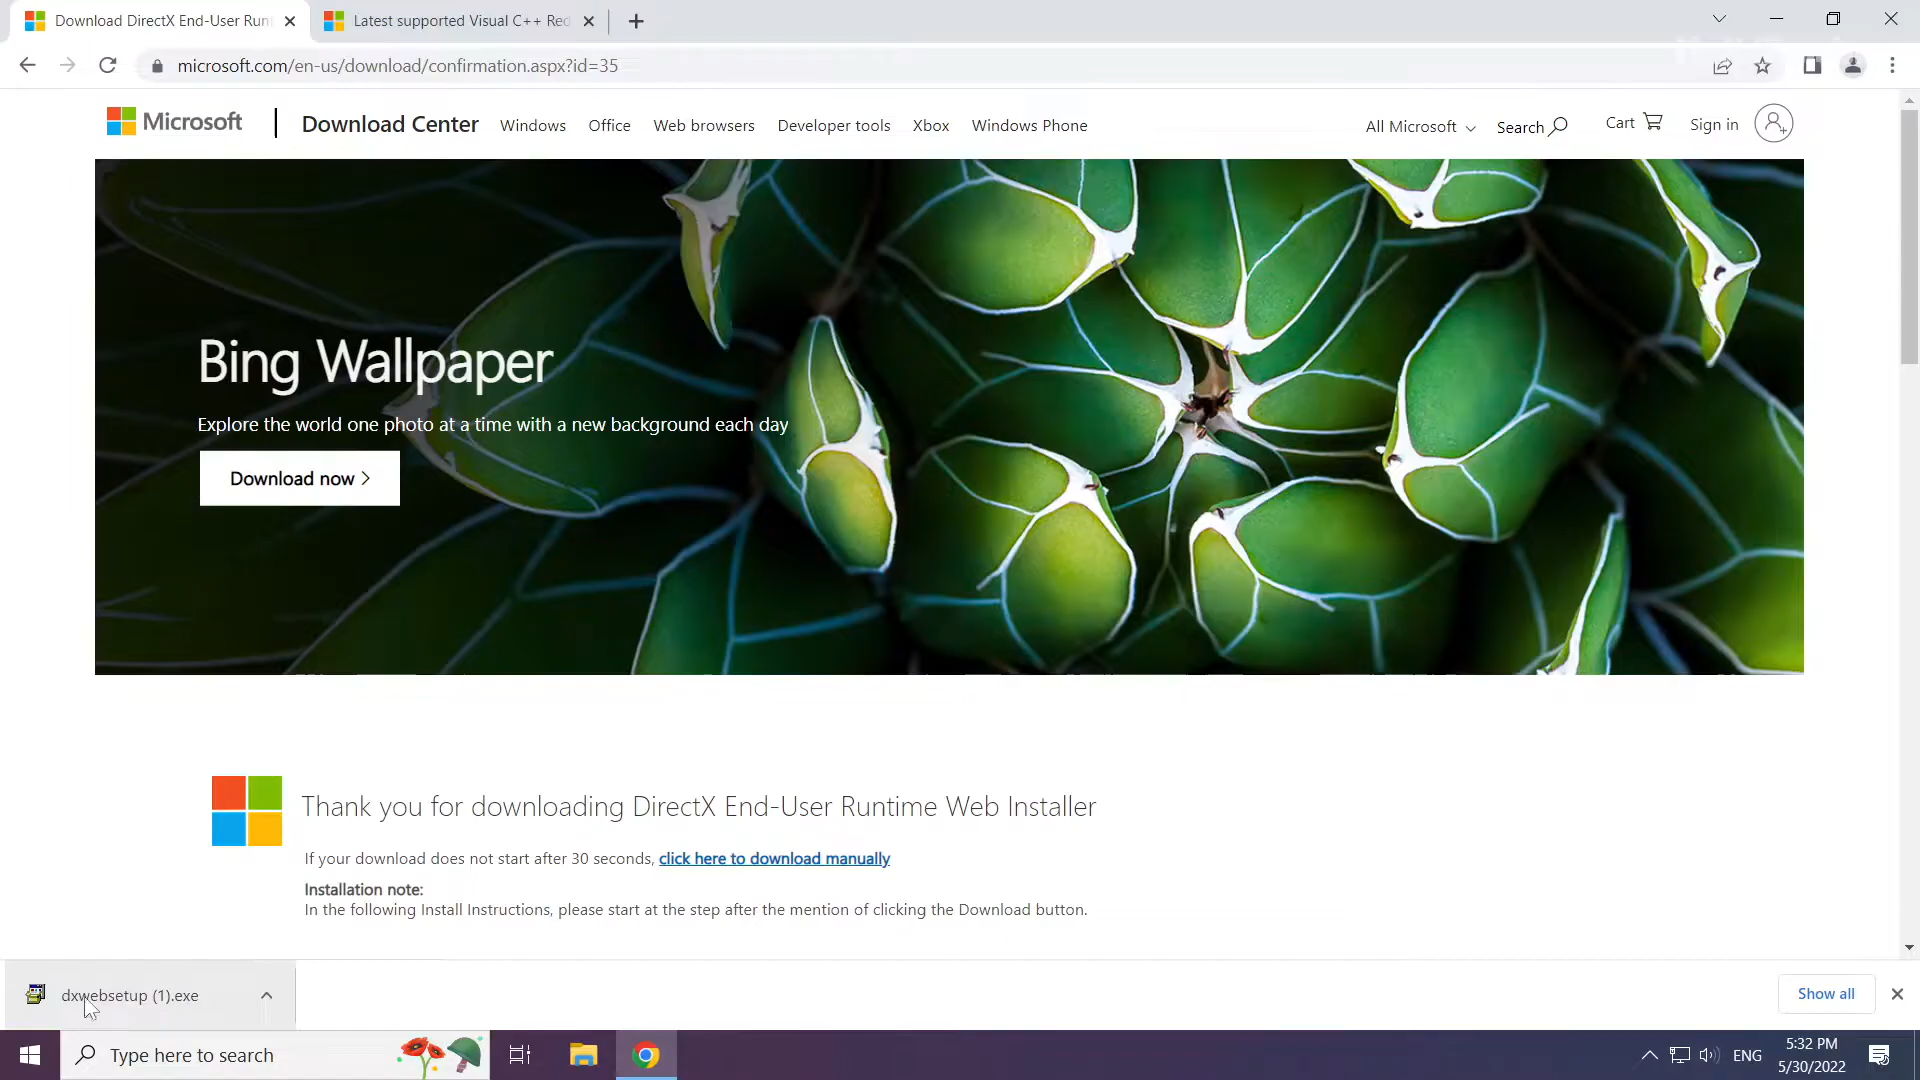 Download DirectX End-User Runt
Latest supported Visual C++ Red
microsoft.com/en-us/download/confirmation.aspx?id=35
Microsoft
Download Center
Windows
Office
Web browsers
Developer tools
Xbox
Windows Phone
All Microsoft
Search
Cart
Sign in
Bing Wallpaper
Explore the world one photo at a time with a new background each day
Download now >
Thank you for downloading DirectX End-User Runtime Web Installer
If your download does not start after 30 seconds, click here to download manually
Installation note:
In the following Install Instructions, please start at the step after the mention of clicking the Download button.
dxwebsetup (1).exe
Show all
Type here to search
ENG
5:32 PM
5/30/2022